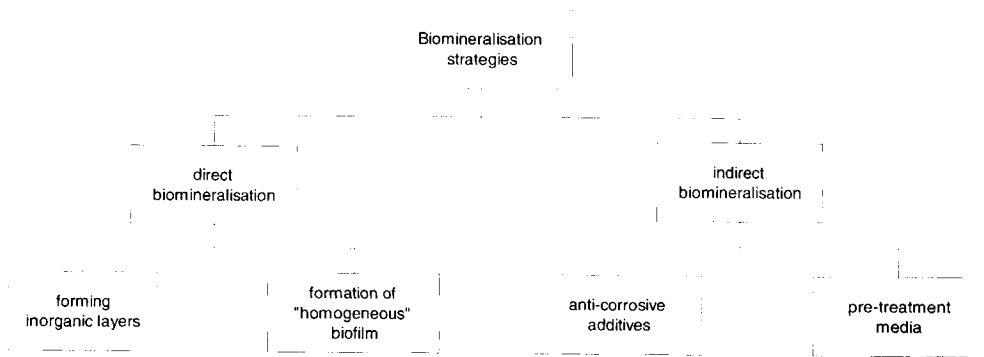 Biomineralisation
strategies
direct
biomineralisation
indirect
biomineralisation
forming
inorganic layers
formation of
"homogeneous"
biofilm
anti-corrosive
additives
pre-treatment
media